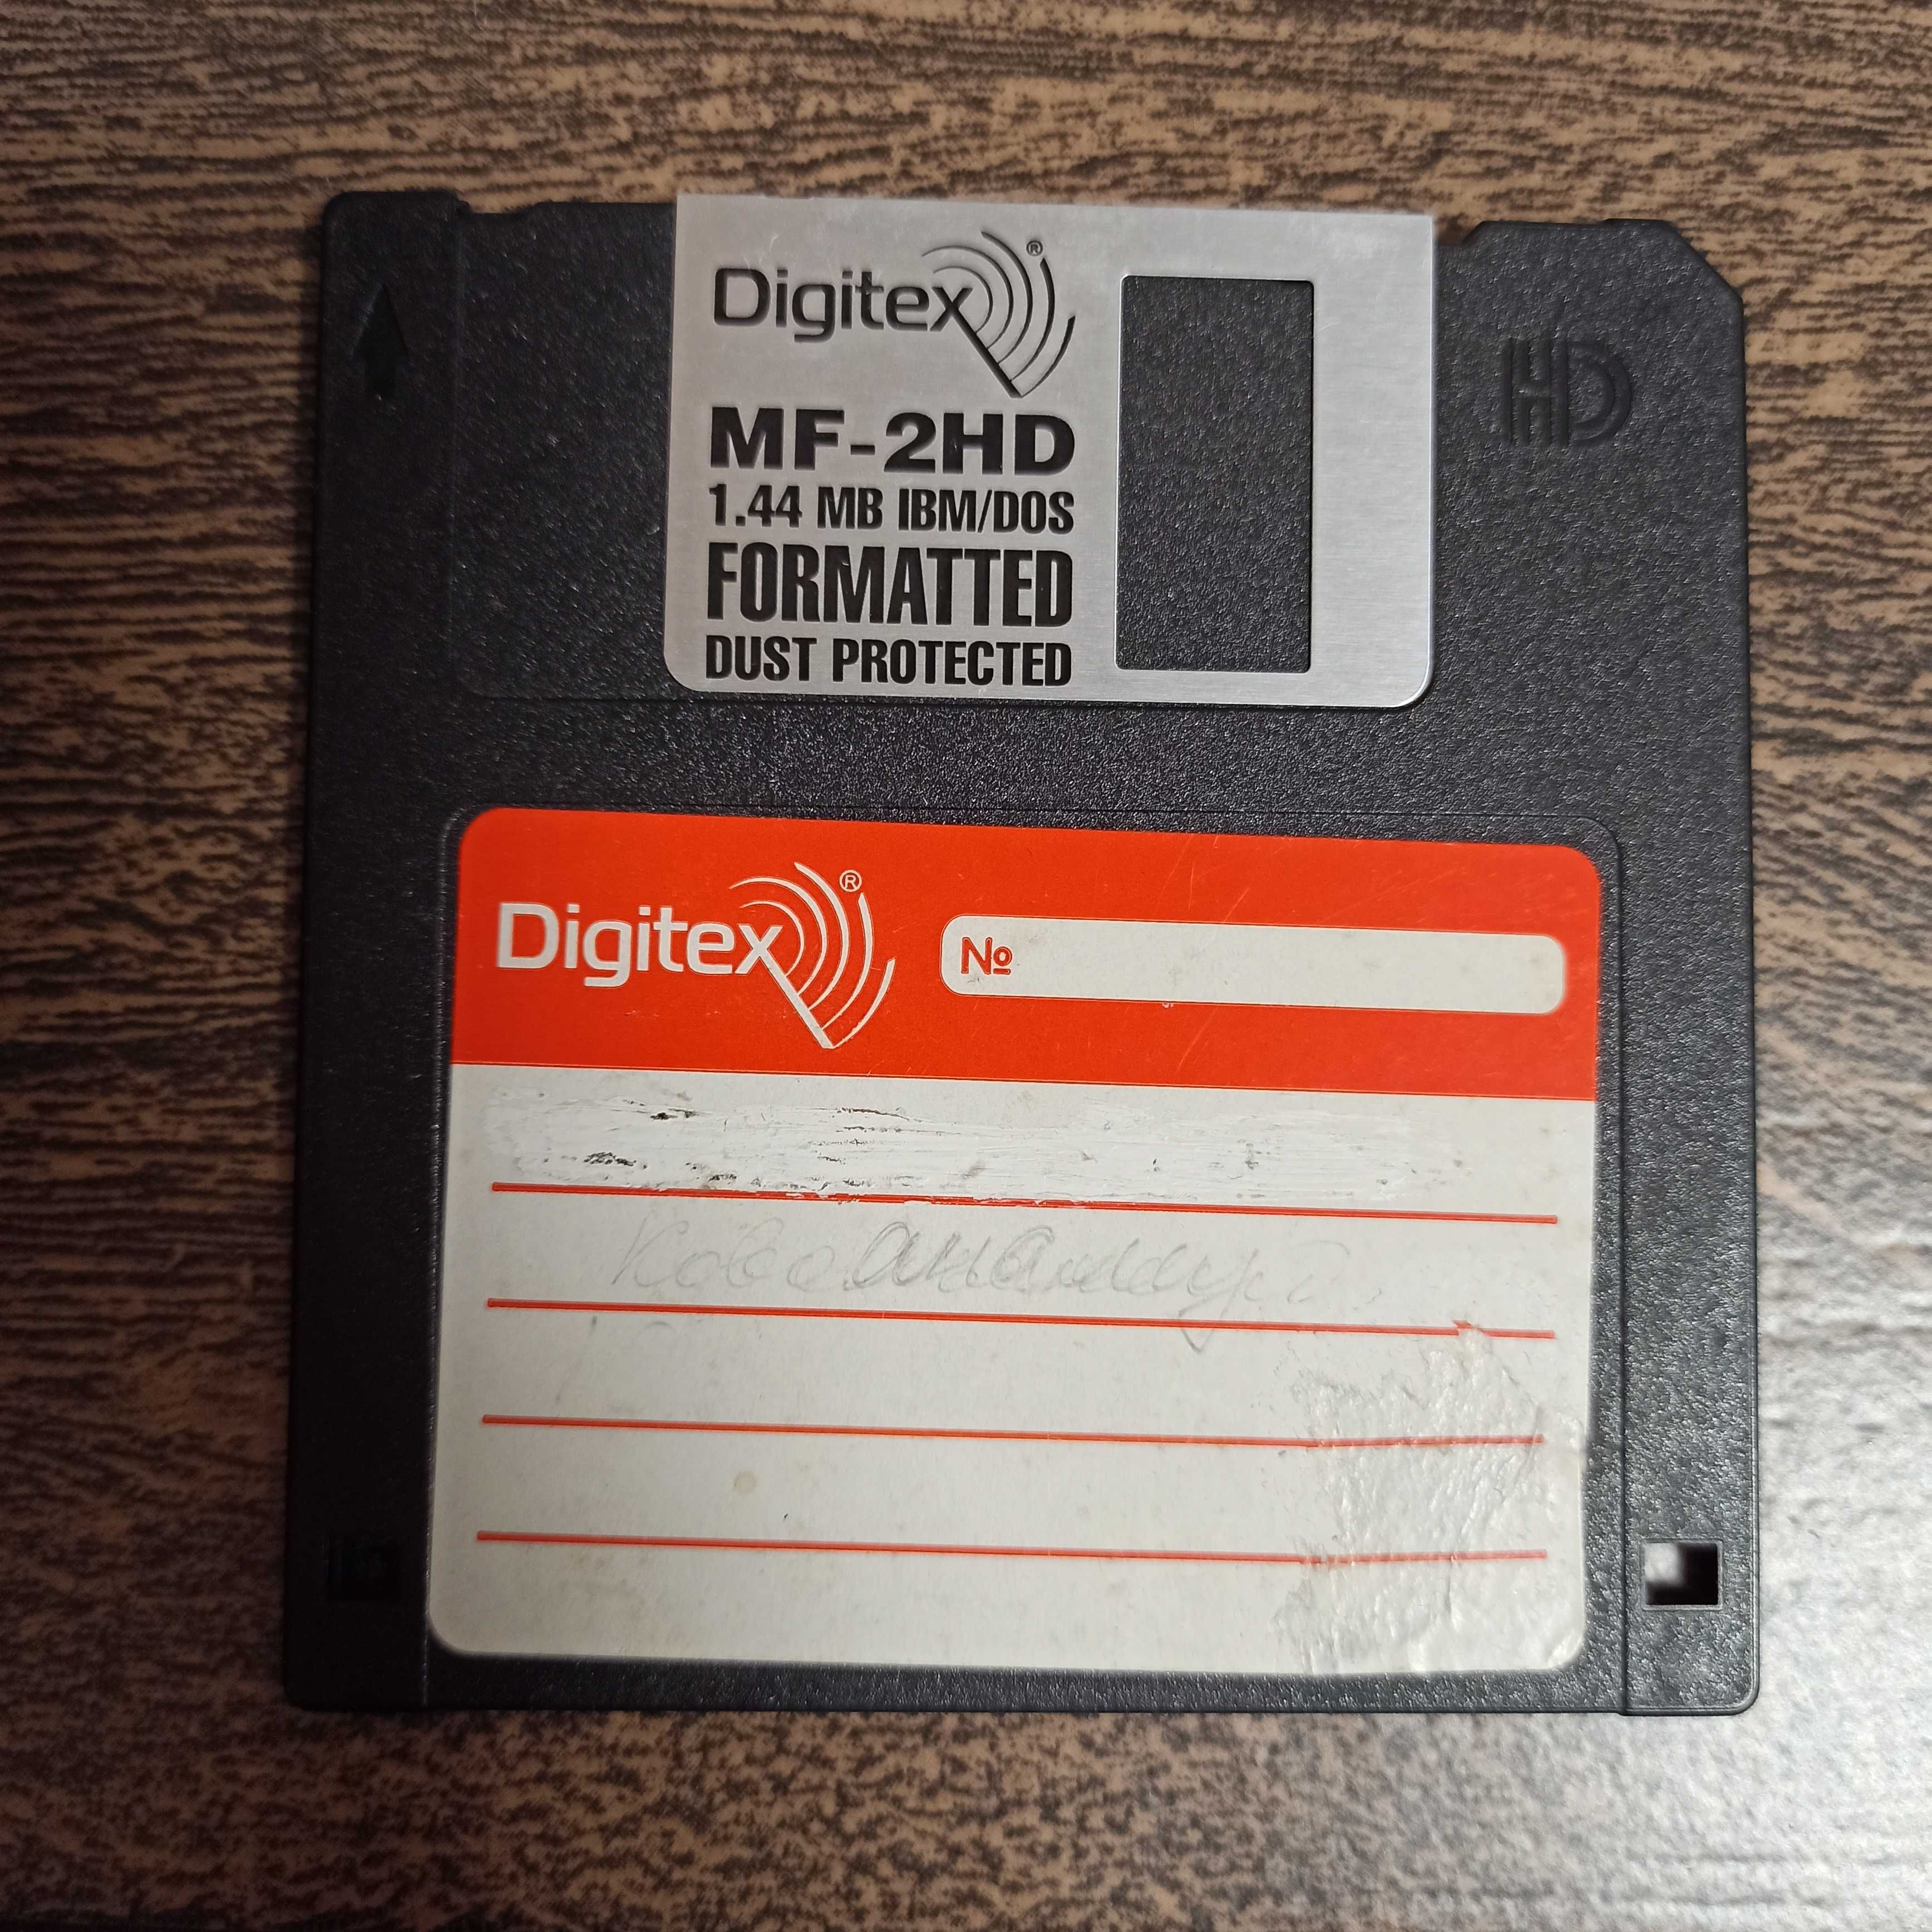 Digitex®
MF-2HD
1.44 MB IBM/DOS
FORMATTED
DUST PROTECTED
HD
Digitex®
№